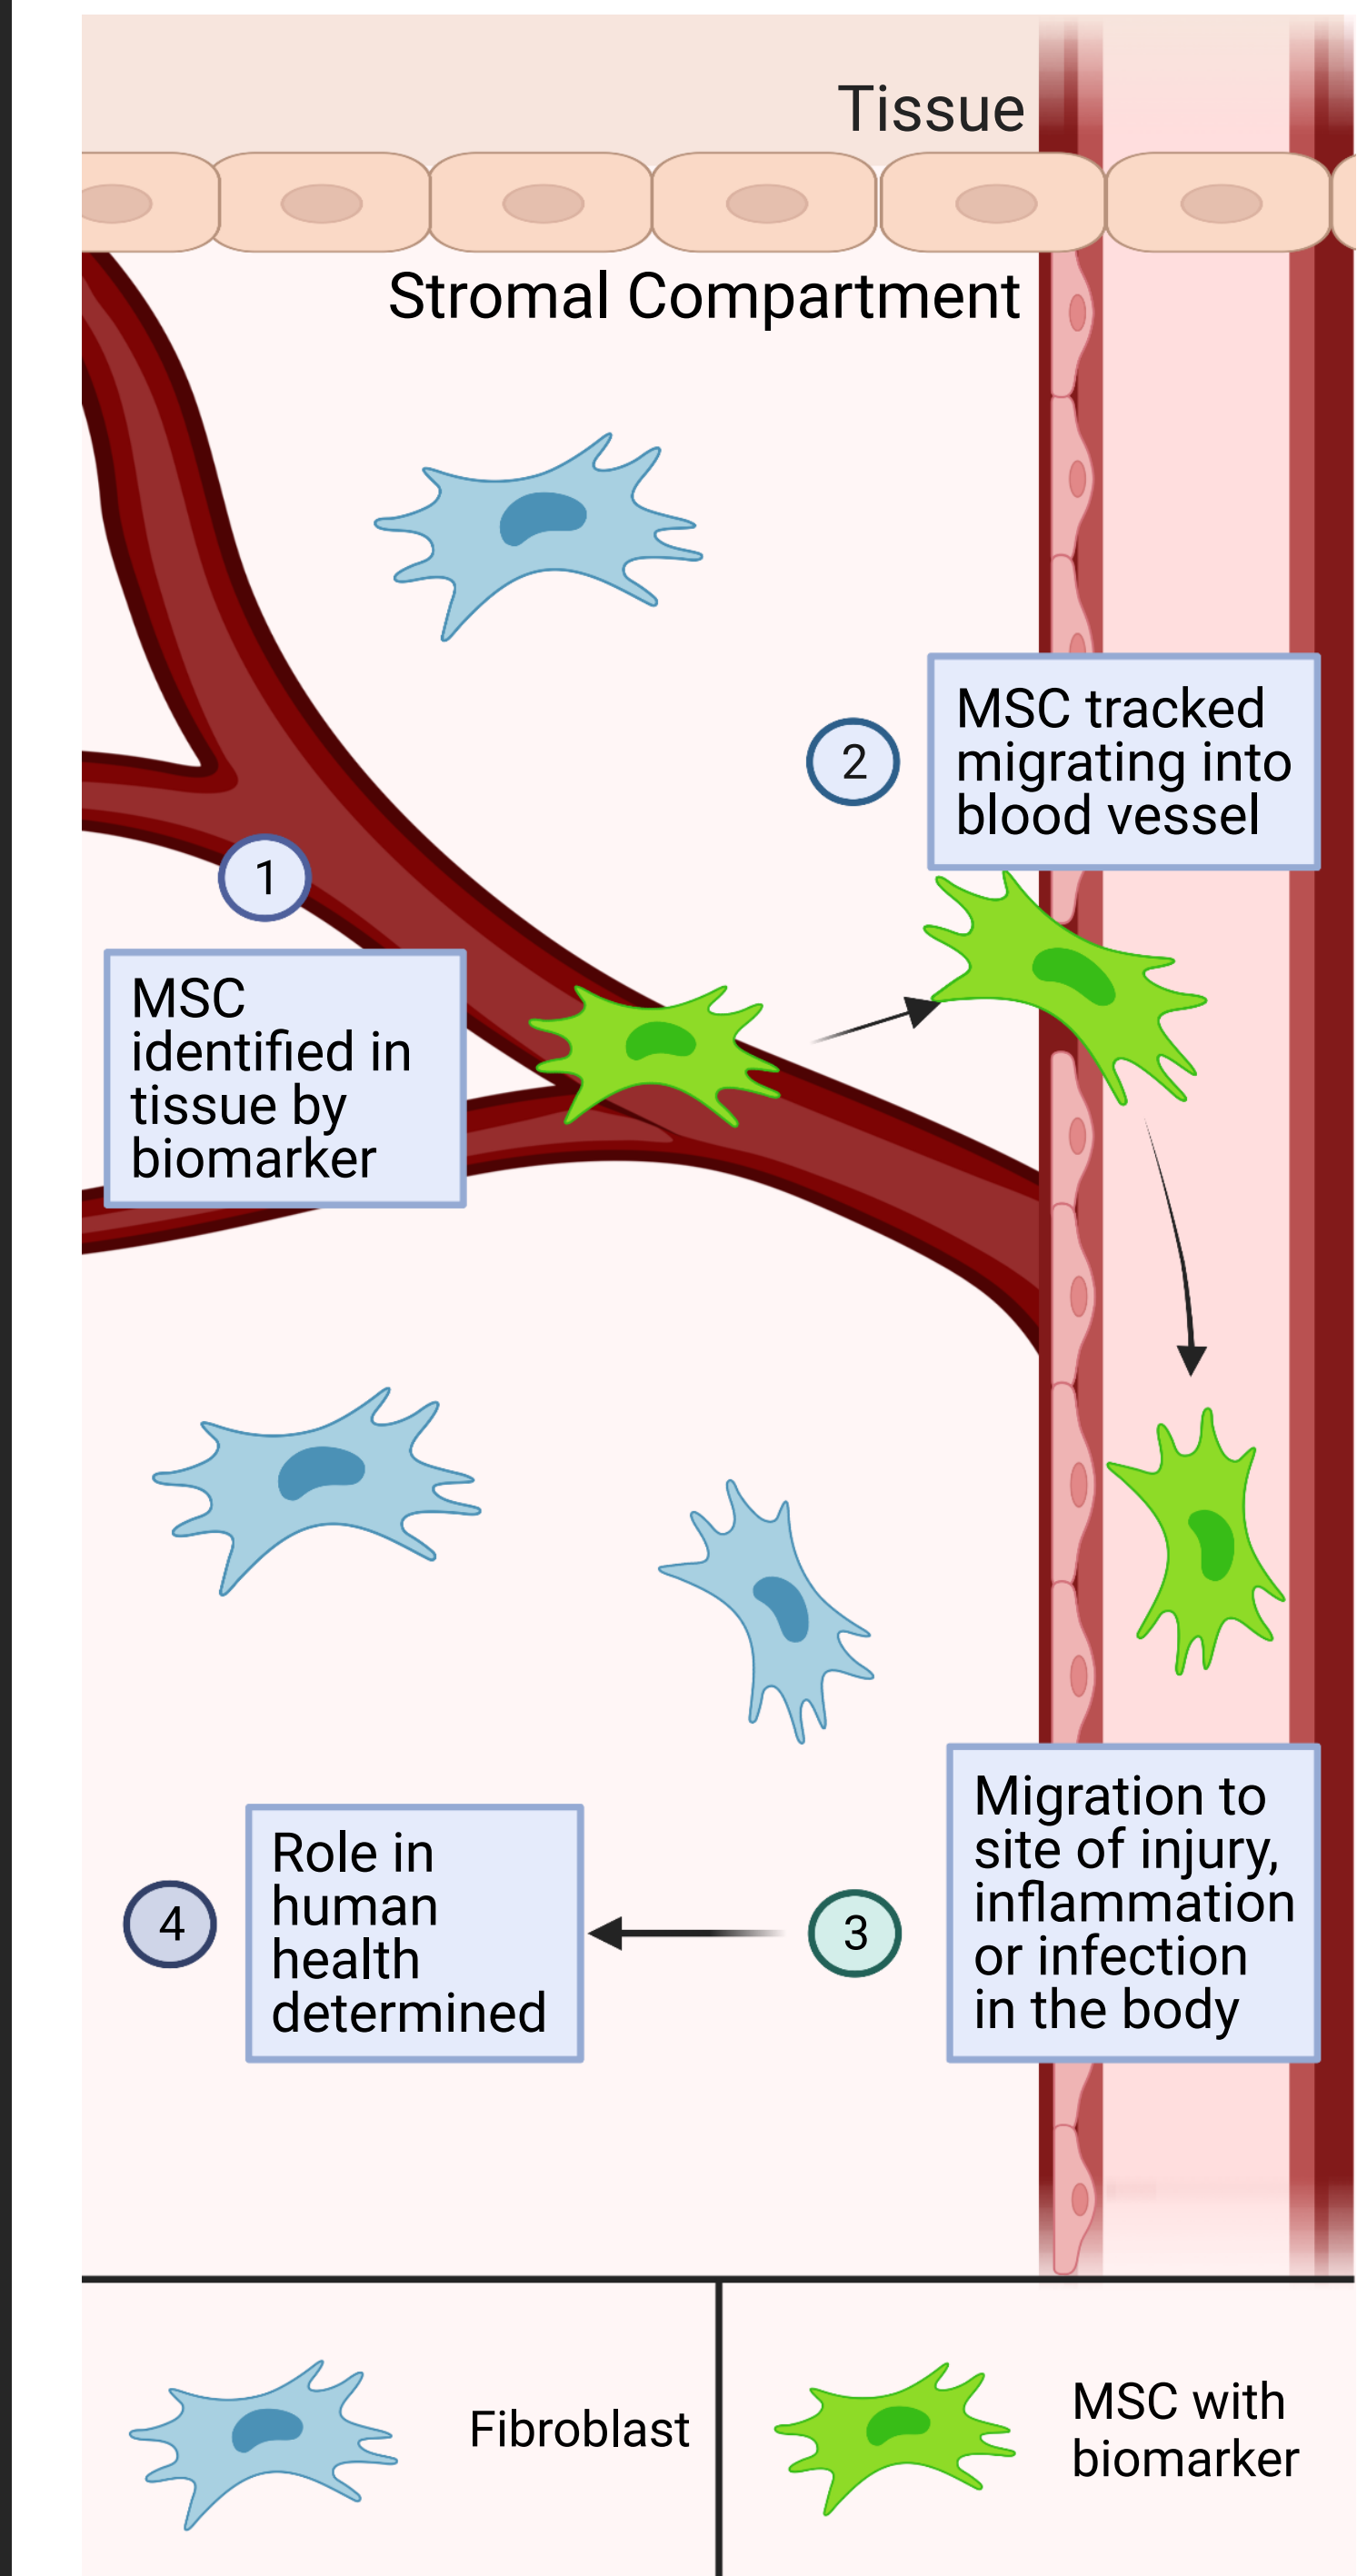 Tissue
Stromal Compartment
2
MSC tracked
migrating into
blood vessel
1
MSC
identified in
tissue by
biomarker
Migration to
site of injury,
inflammation
or infection
in the body
3
4
Role in
human
health
determined
Fibroblast
MSC with
biomarker